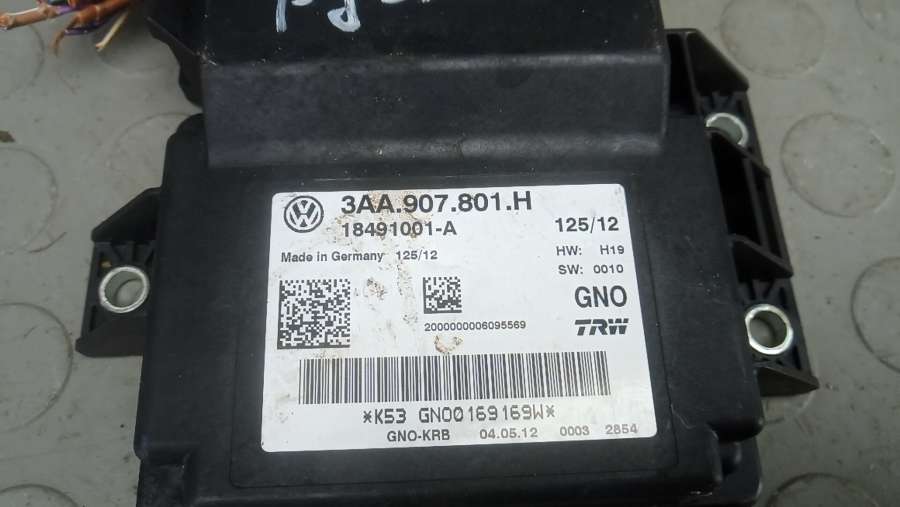 3AA.907.801.H
18491001-A 125/12
Made in Germany 125/12 HW: H19
SW: 0010
GNO
2000000006095569 TRW
*K53 GNO0169169W*
GNO-KRB 04.05.12 0003 2854